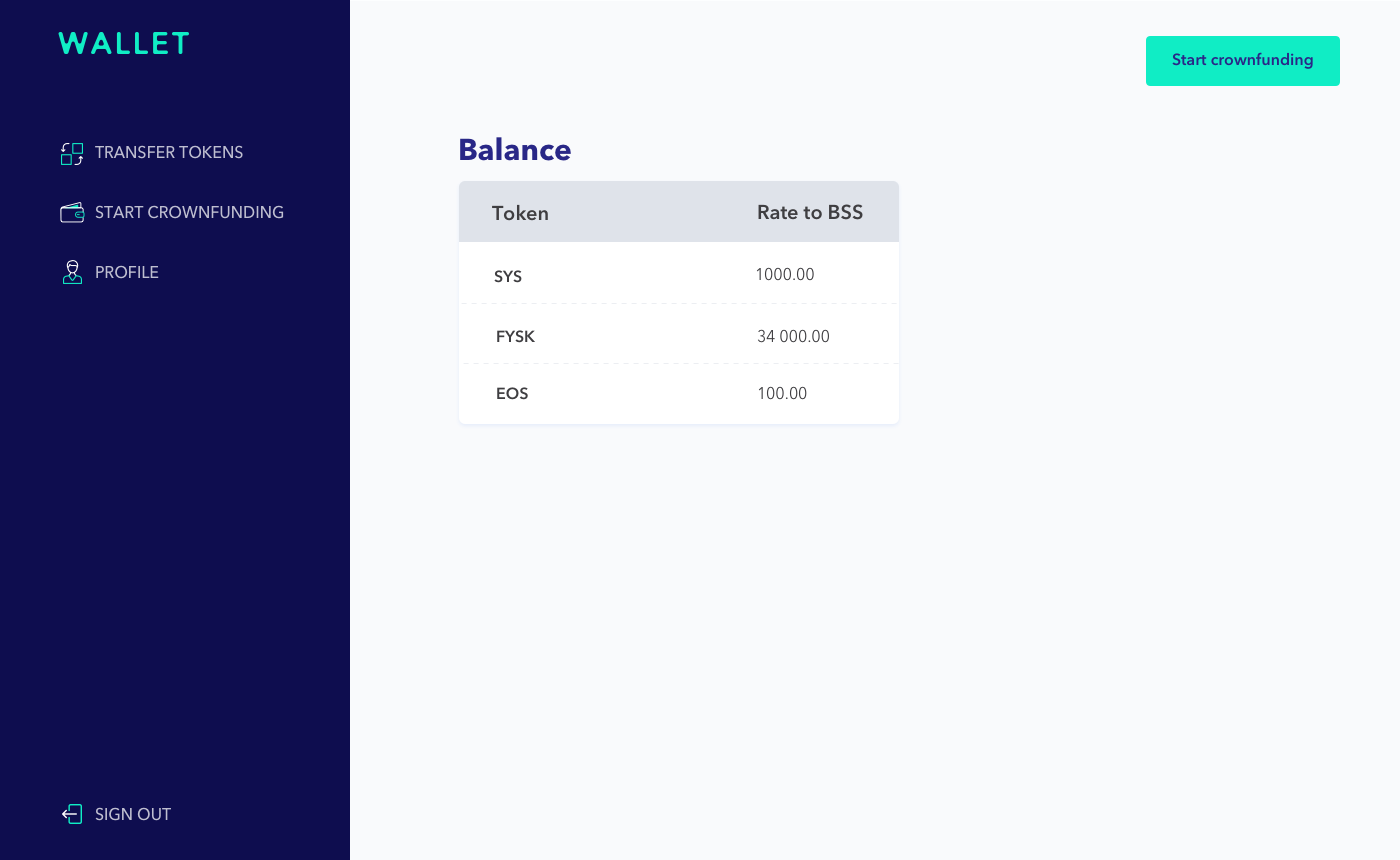 WALLET
Start crownfunding
TRANSFER TOKENS
START CROWNFUNDING
PROFILE
SIGN OUT
Balance
Token Rate to BSS
SYS 1000.00
FYSK 34 000.00
EOS 100.00